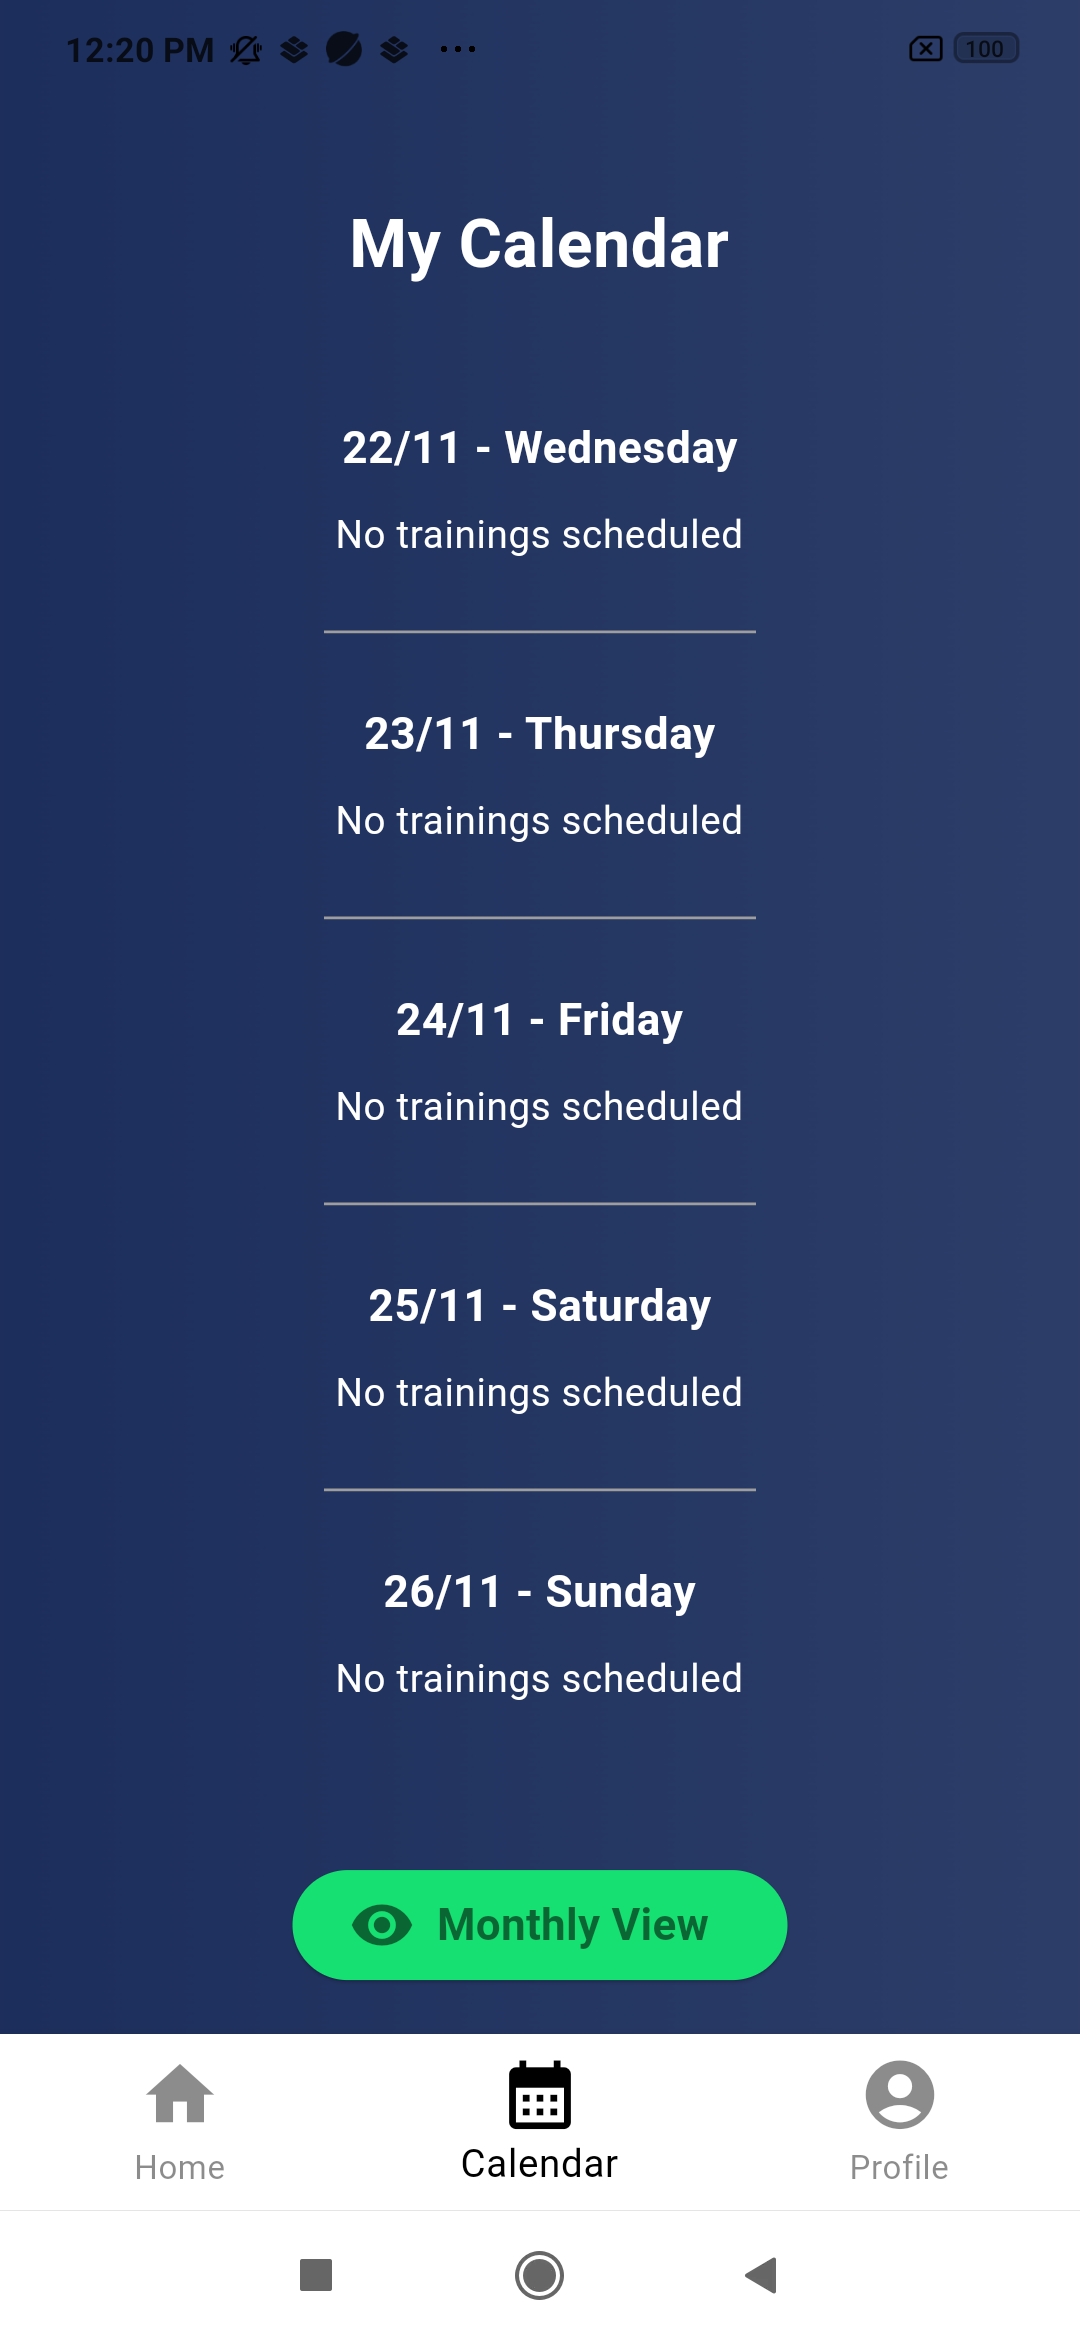 12:20 PM
100
My Calendar
22/11 - Wednesday
No trainings scheduled
23/11 - Thursday
No trainings scheduled
24/11 - Friday
No trainings scheduled
25/11 - Saturday
No trainings scheduled
26/11 - Sunday
No trainings scheduled
Monthly View
Home
Calendar
Profile